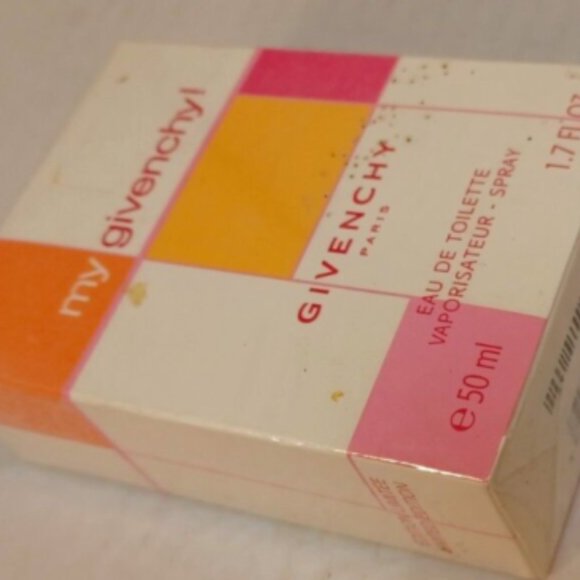 my givenchy!
GIVENCHY
PARIS
EAU DE TOILETTE
VAPORISATEUR - SPRAY
e 50 ml
1.7 Fl OZ